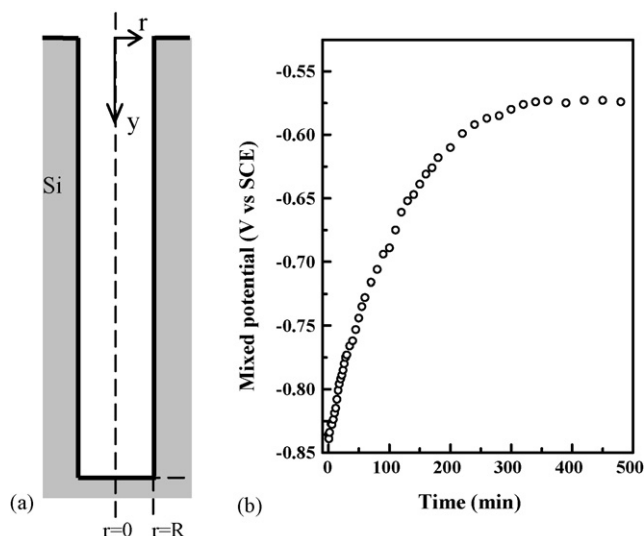 r
y
Si
(a)
r=0
r=R
Mixed potential (V vs SCE)
-0.55
-0.60
-0.65
-0.70
-0.75
-0.80
-0.85
0 100 200 300 400 500
Time (min)
(b)